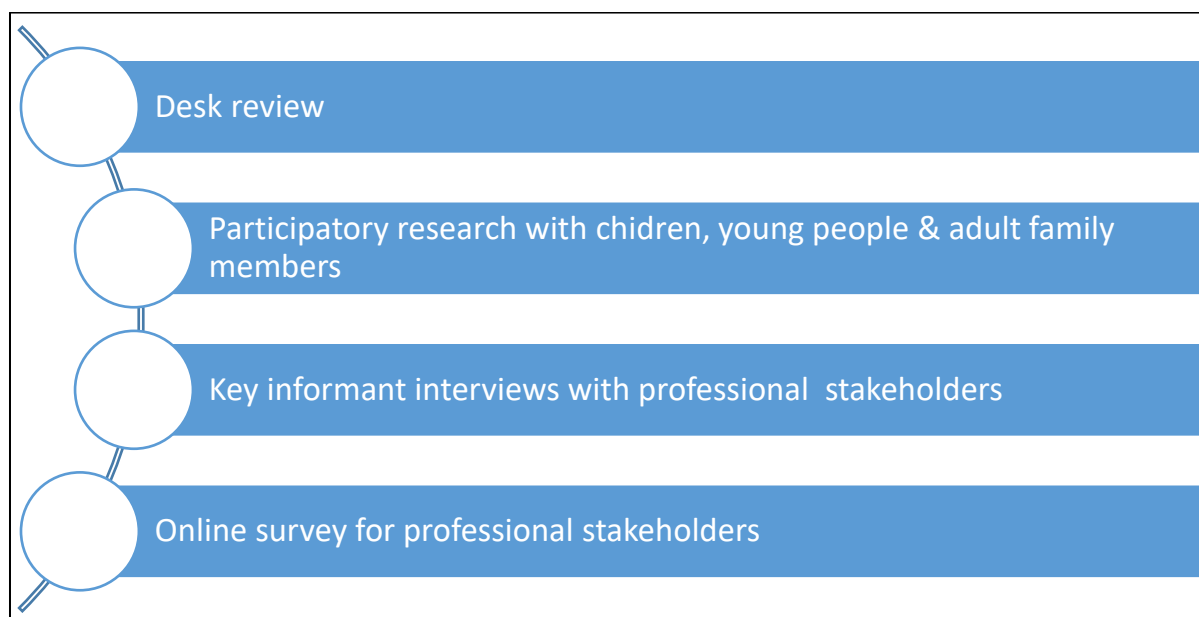 Desk review
Participatory research with chidren, young people & adult family
members
Key informant interviews with professional  stakeholders
Online survey for professional stakeholders